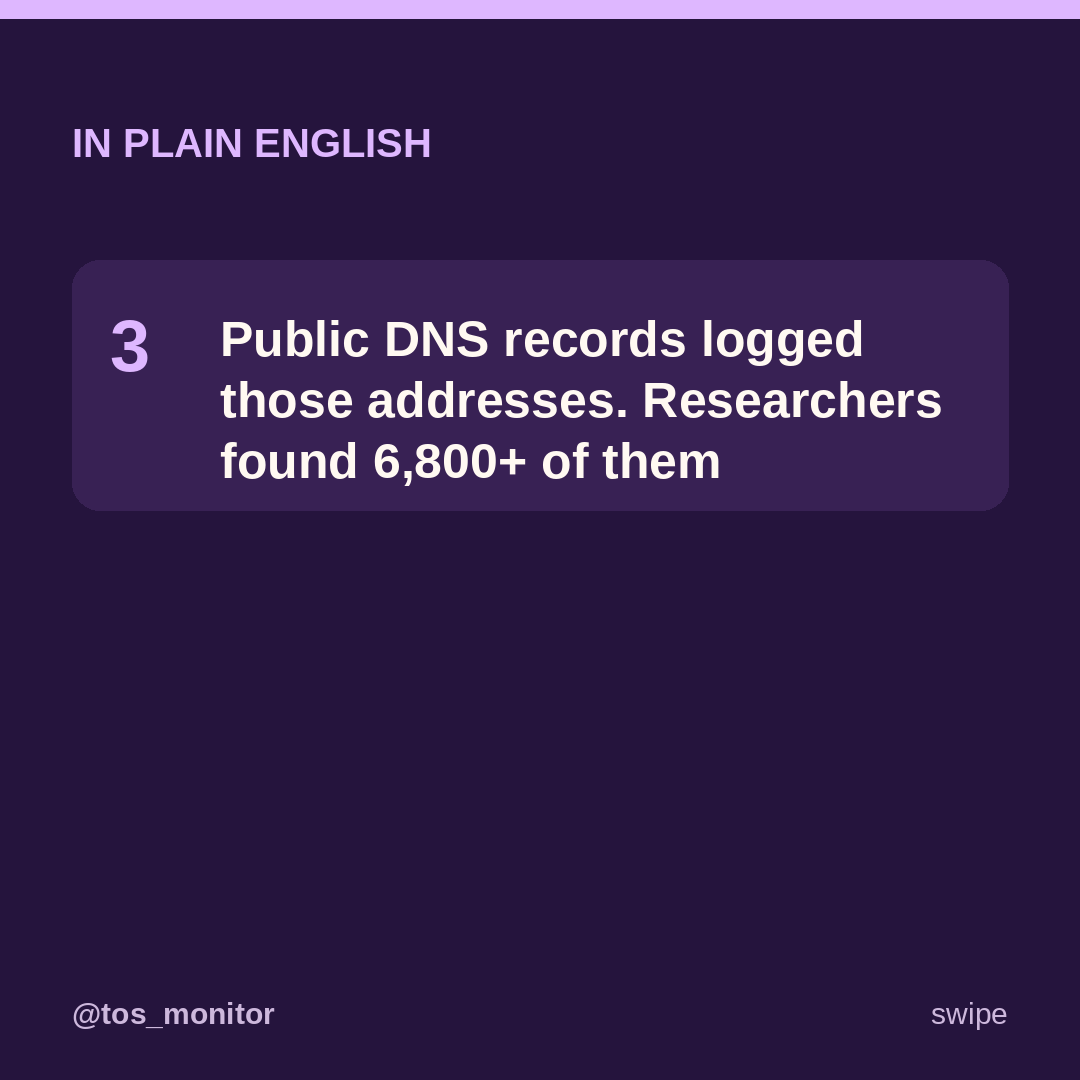 IN PLAIN ENGLISH
3
Public DNS records logged
those addresses. Researchers
found 6,800+ of them
@tos_monitor
swipe